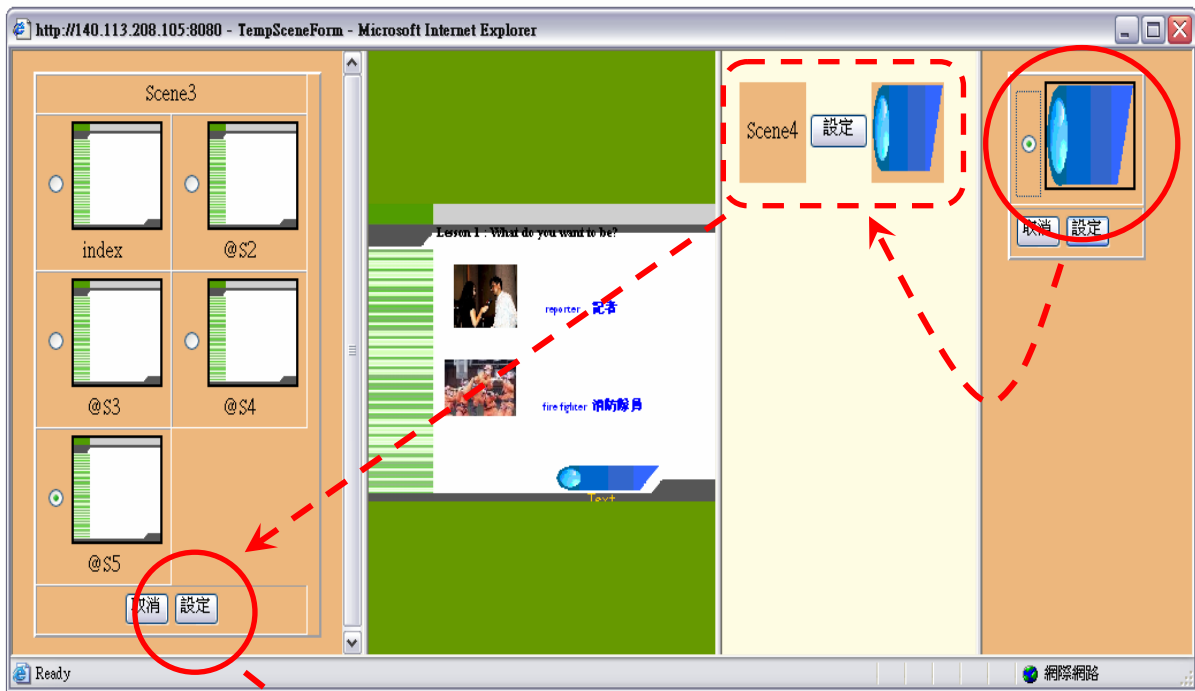 http://140.113.208.105:8080 - TempSceneForm - Microsoft Internet Explorer
Scene3
index
@S2
@S3
@S4
@S5
取消 設定
Lesson 1 : What do you want to be?
reporter 記者
fire fighter 消防隊員
Text
Scene4 設定
取消 設定
Ready
網際網路